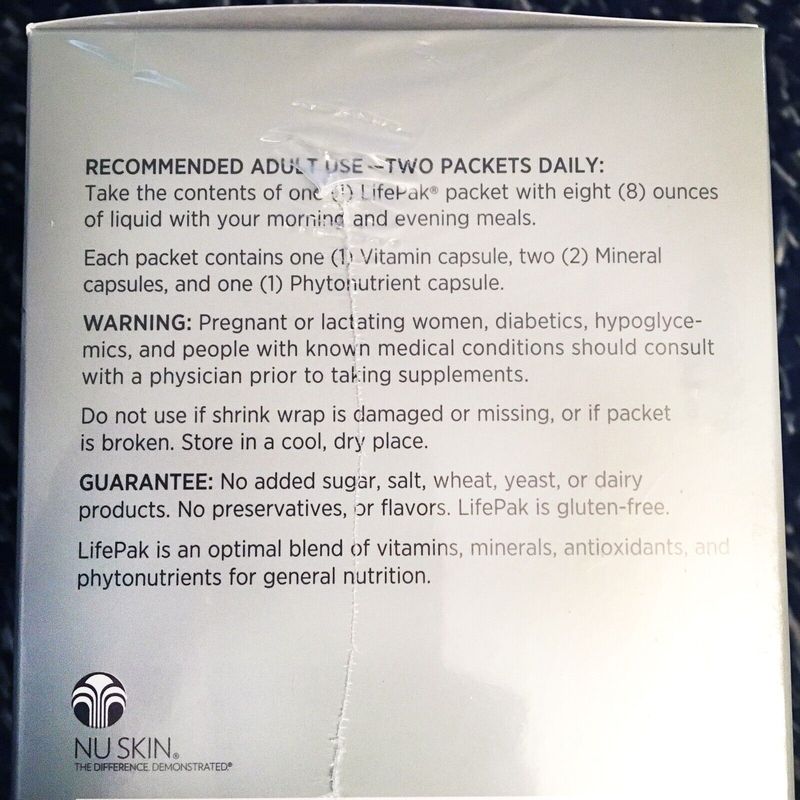 RECOMMENDED ADULT USE—TWO PACKETS DAILY:
Take the contents of one (1) LifePak® packet with eight (8) ounces
of liquid with your morning and evening meals.
Each packet contains one (1) Vitamin capsule, two (2) Mineral
capsules, and one (1) Phytonutrient capsule.
WARNING: Pregnant or lactating women, diabetics, hypoglyce-
mics, and people with known medical conditions should consult
with a physician prior to taking supplements.
Do not use if shrink wrap is damaged or missing, or if packet
is broken. Store in a cool, dry place.
GUARANTEE: No added sugar, salt, wheat, yeast, or dairy
products. No preservatives, or flavors. LifePak is gluten-free.
LifePak is an optimal blend of vitamins, minerals, antioxidants, and
phytonutrients for general nutrition.
NU SKIN®
THE DIFFERENCE. DEMONSTRATED.®